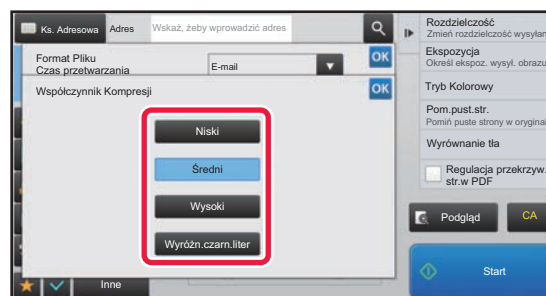 Ks. Adresowa
Adres
Wskaż, żeby wprowadzić adres
Format Pliku
Czas przetwarzania
E-mail
OK
Współczynnik Kompresji
OK
Niski
Średni
Wysoki
Wyróżn.czarn.liter
Inne
Rozdzielczość
Zmień rozdzielczość wysyłan
Ekspozycja
Określ ekspoz. wysył. obrazu
Tryb Kolorowy
Pom.pust.str.
Pomiń puste strony w oryginal
Wyrównanie tła
Regulacja przekrzyw.
str.w PDF
Podgląd
CA
Start